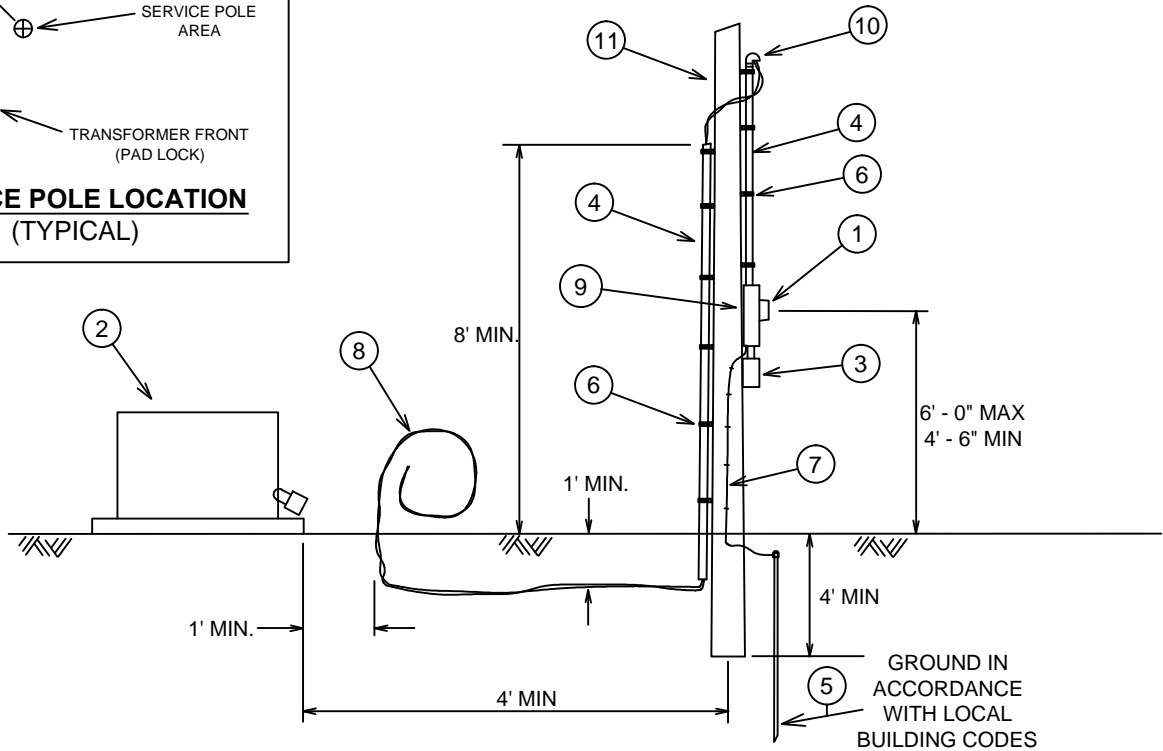 SERVICE POLE
AREA
TRANSFORMER FRONT
(PAD LOCK)
POLE LOCATION
(TYPICAL)
11
10
4
6
1
9
3
4
8' MIN.
2
8
6
6' - 0" MAX
4' - 6" MIN
7
1' MIN.
1' MIN.
4' MIN
4' MIN
5
GROUND IN
ACCORDANCE
WITH LOCAL
BUILDING CODES